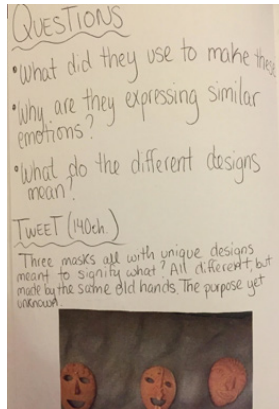 QUESTIONS
•What did they use to make these
•Why are they expressing similar
emotions?
•What do the different designs
mean?
TWEET (140ch.)
Three masks all with unique designs
meant to signify what? All different, but
made by the same old hands. The purpose yet
unknown.